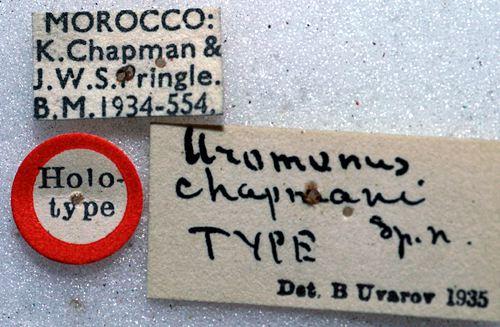 MOROCCO:
K.Chapman &
J.W.S.Pringle.
B.M.1934-554.
Holo-
type
Uromenus
chapmani
Sp.n.
TYPE
Det. B Uvarov 1935